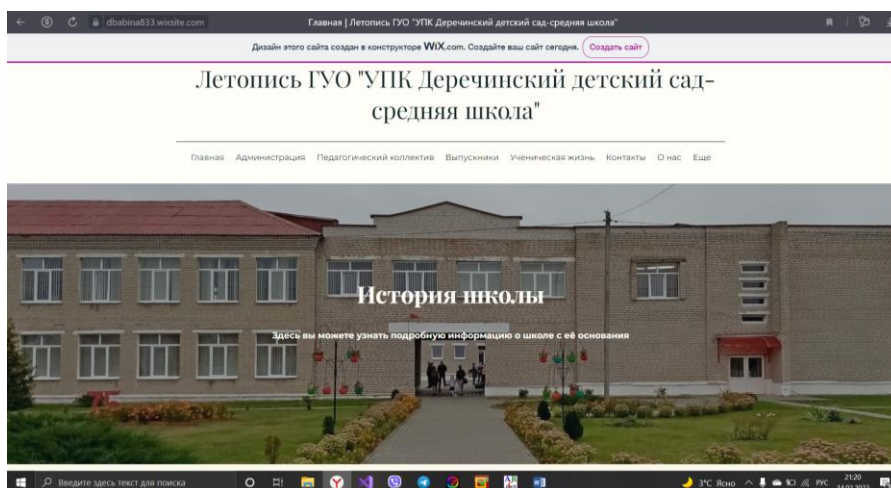 dbabina833.wixsite.com
Главная | Летопись ГУО "УПК Деречинский детский сад-средняя школа"
Дизайн этого сайта создан в конструкторе WiX.com. Создайте ваш сайт сегодня. Создать сайт
Летопись ГУО "УПК Деречинский детский сад-
средняя школа"
Главная Администрация Педагогический коллектив Выпускники Ученическая жизнь Контакты О нас Еще
История школы
Здесь вы можете узнать подробную информацию о школе с её основания
75
Введите здесь текст для поиска
3°C Ясно РУС 21:20